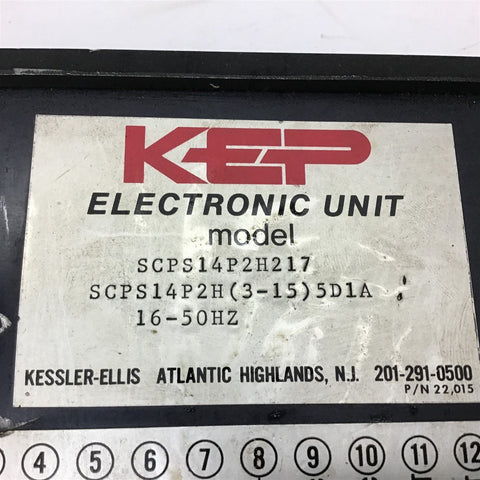 KEP
ELECTRONIC UNIT
model
SCPS14P2H217
SCPS14P2H(3-15)5D1A
16-50HZ
KESSLER-ELLIS ATLANTIC HIGHLANDS, N.J. 201-291-0500
P/N 22,015
4 5 6 7 8 9 10 11 12